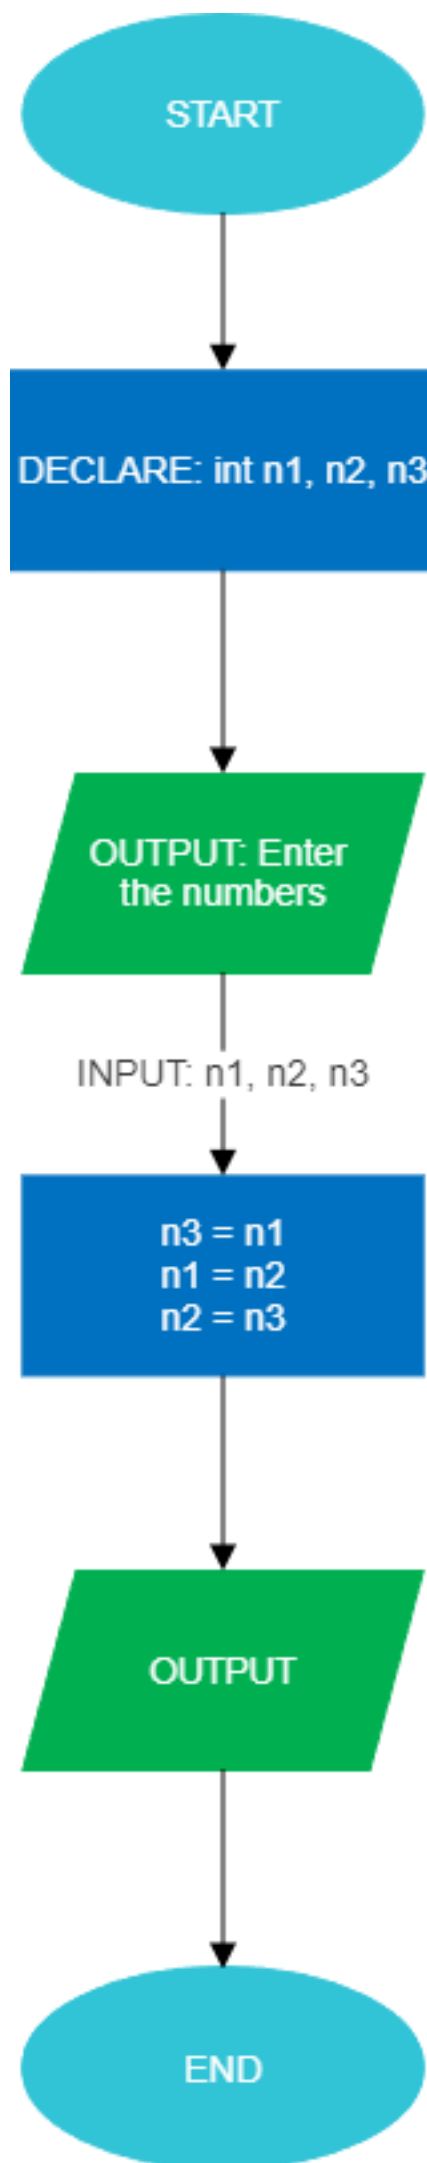 START
DECLARE: int n1, n2, n3
OUTPUT: Enter
the numbers
INPUT: n1, n2, n3
n3 = n1
n1 = n2
n2 = n3
OUTPUT
END